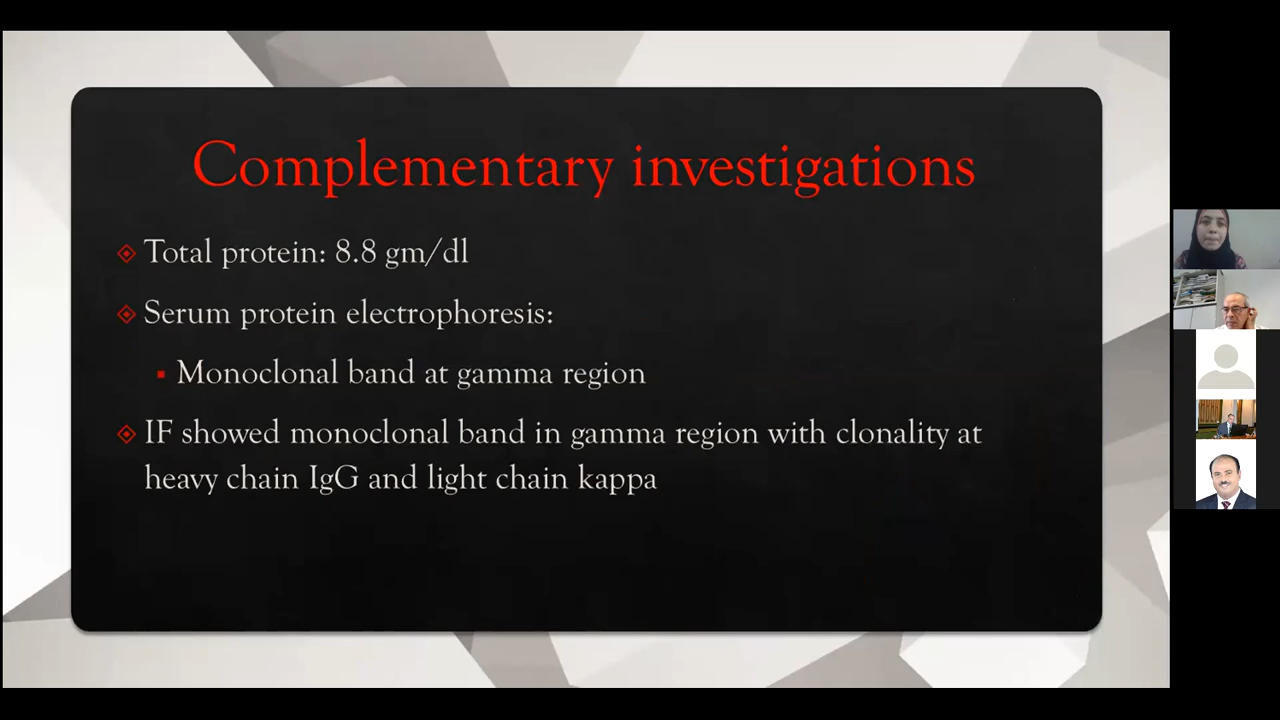 Complementary investigations
Total protein: 8.8 gm/dl
Serum protein electrophoresis:
Monoclonal band at gamma region
IF showed monoclonal band in gamma region with clonality at
heavy chain IgG and light chain kappa